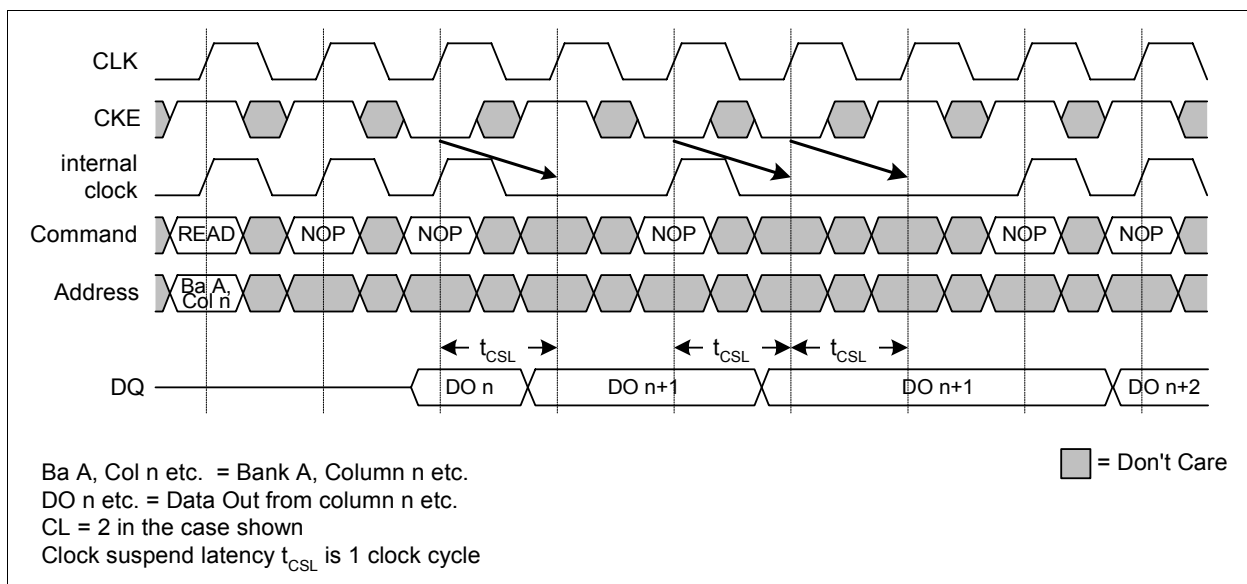 CLK
CKE
internal
clock
Command READ NOP NOP NOP NOP NOP
Address Ba A,
Col n
tCSL tCSL tCSL
DQ DO n DO n+1 DO n+1 DO n+2
Ba A, Col n etc. = Bank A, Column n etc.
= Don't Care
DO n etc. = Data Out from column n etc.
CL = 2 in the case shown
Clock suspend latency tCSL is 1 clock cycle